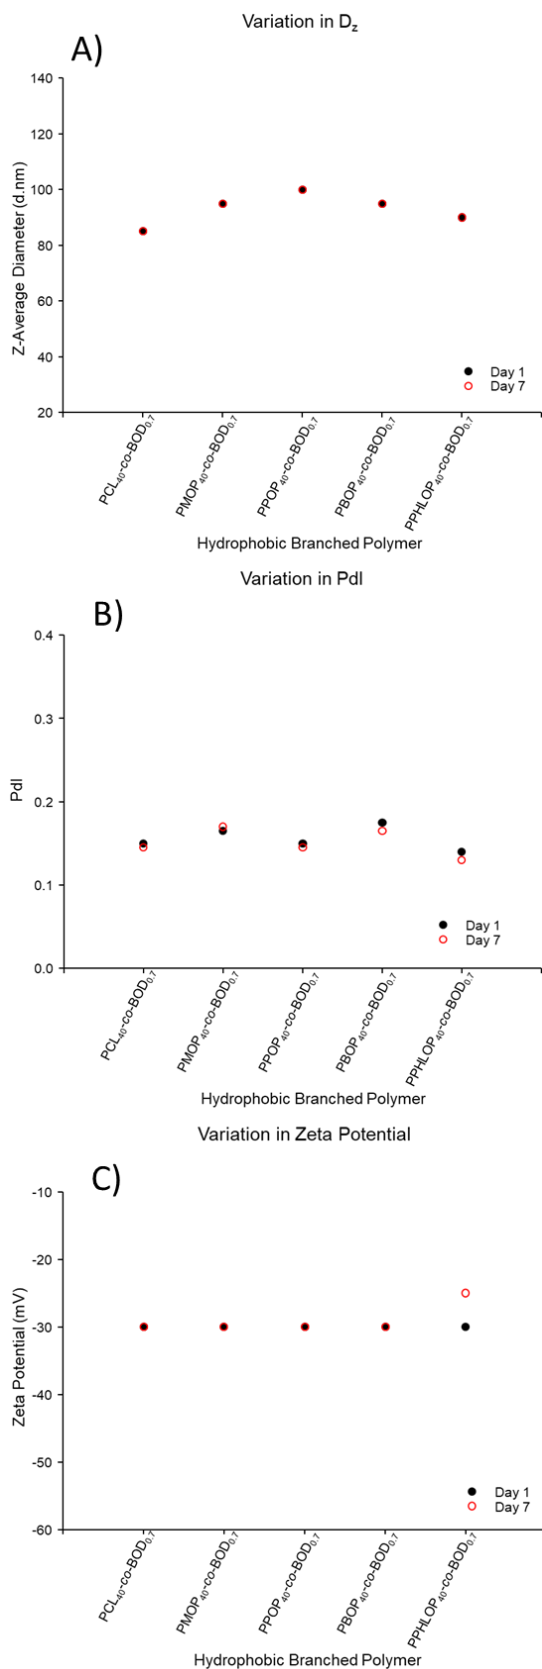 Variation in D₂
A)
140
120
100
80
60
40
20
Z-Average Diameter (d.nm)
Day 1
Day 7
PCL₄₀-co-BOD₀.₇
PMOP₄₀-co-BOD₀.₇
PPOP₄₀-co-BOD₀.₇
PBOP₄₀-co-BOD₀.₇
PPHLOP₄₀-co-BOD₀.₇
Hydrophobic Branched Polymer
Variation in PdI
B)
0.4
0.3
0.2
0.1
0.0
PdI
Day 1
Day 7
PCL₄₀-co-BOD₀.₇
PMOP₄₀-co-BOD₀.₇
PPOP₄₀-co-BOD₀.₇
PBOP₄₀-co-BOD₀.₇
PPHLOP₄₀-co-BOD₀.₇
Hydrophobic Branched Polymer
Variation in Zeta Potential
C)
-10
-20
-30
-40
-50
-60
Zeta Potential (mV)
Day 1
Day 7
PCL₄₀-co-BOD₀.₇
PMOP₄₀-co-BOD₀.₇
PPOP₄₀-co-BOD₀.₇
PBOP₄₀-co-BOD₀.₇
PPHLOP₄₀-co-BOD₀.₇
Hydrophobic Branched Polymer